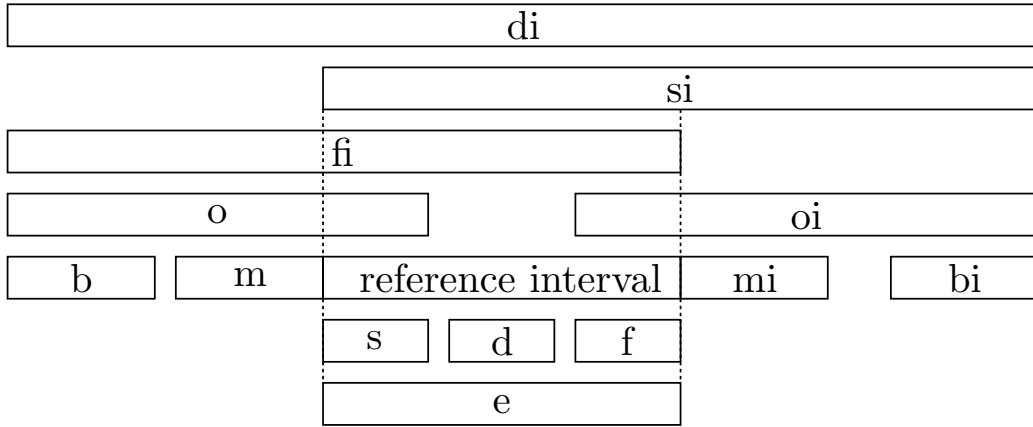 di
si
fi
o oi
b m reference interval mi bi
s d f
e